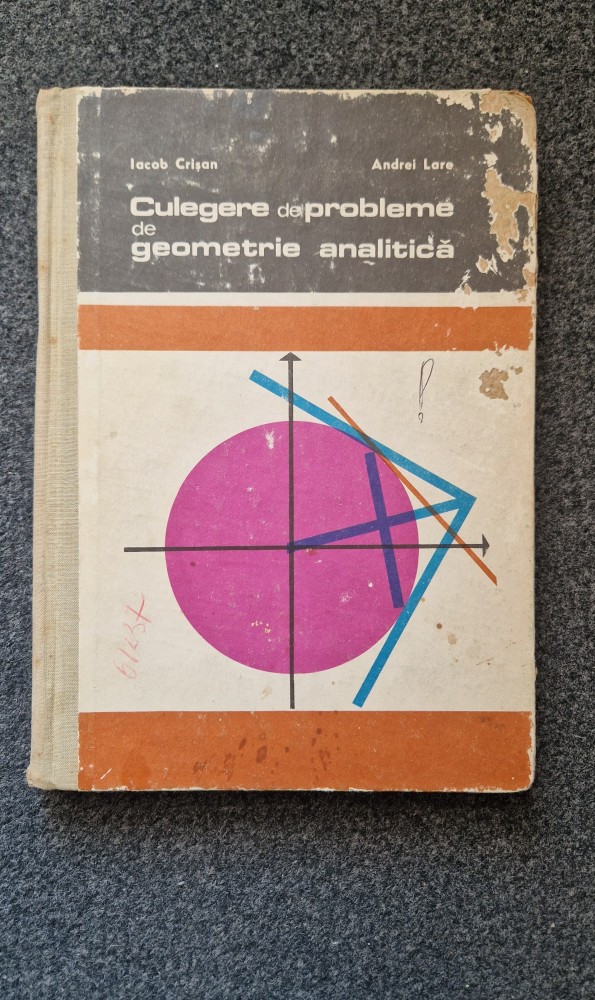 Iacob Crişan Andrei Lare
Culegere de probleme
de
geometrie analitică